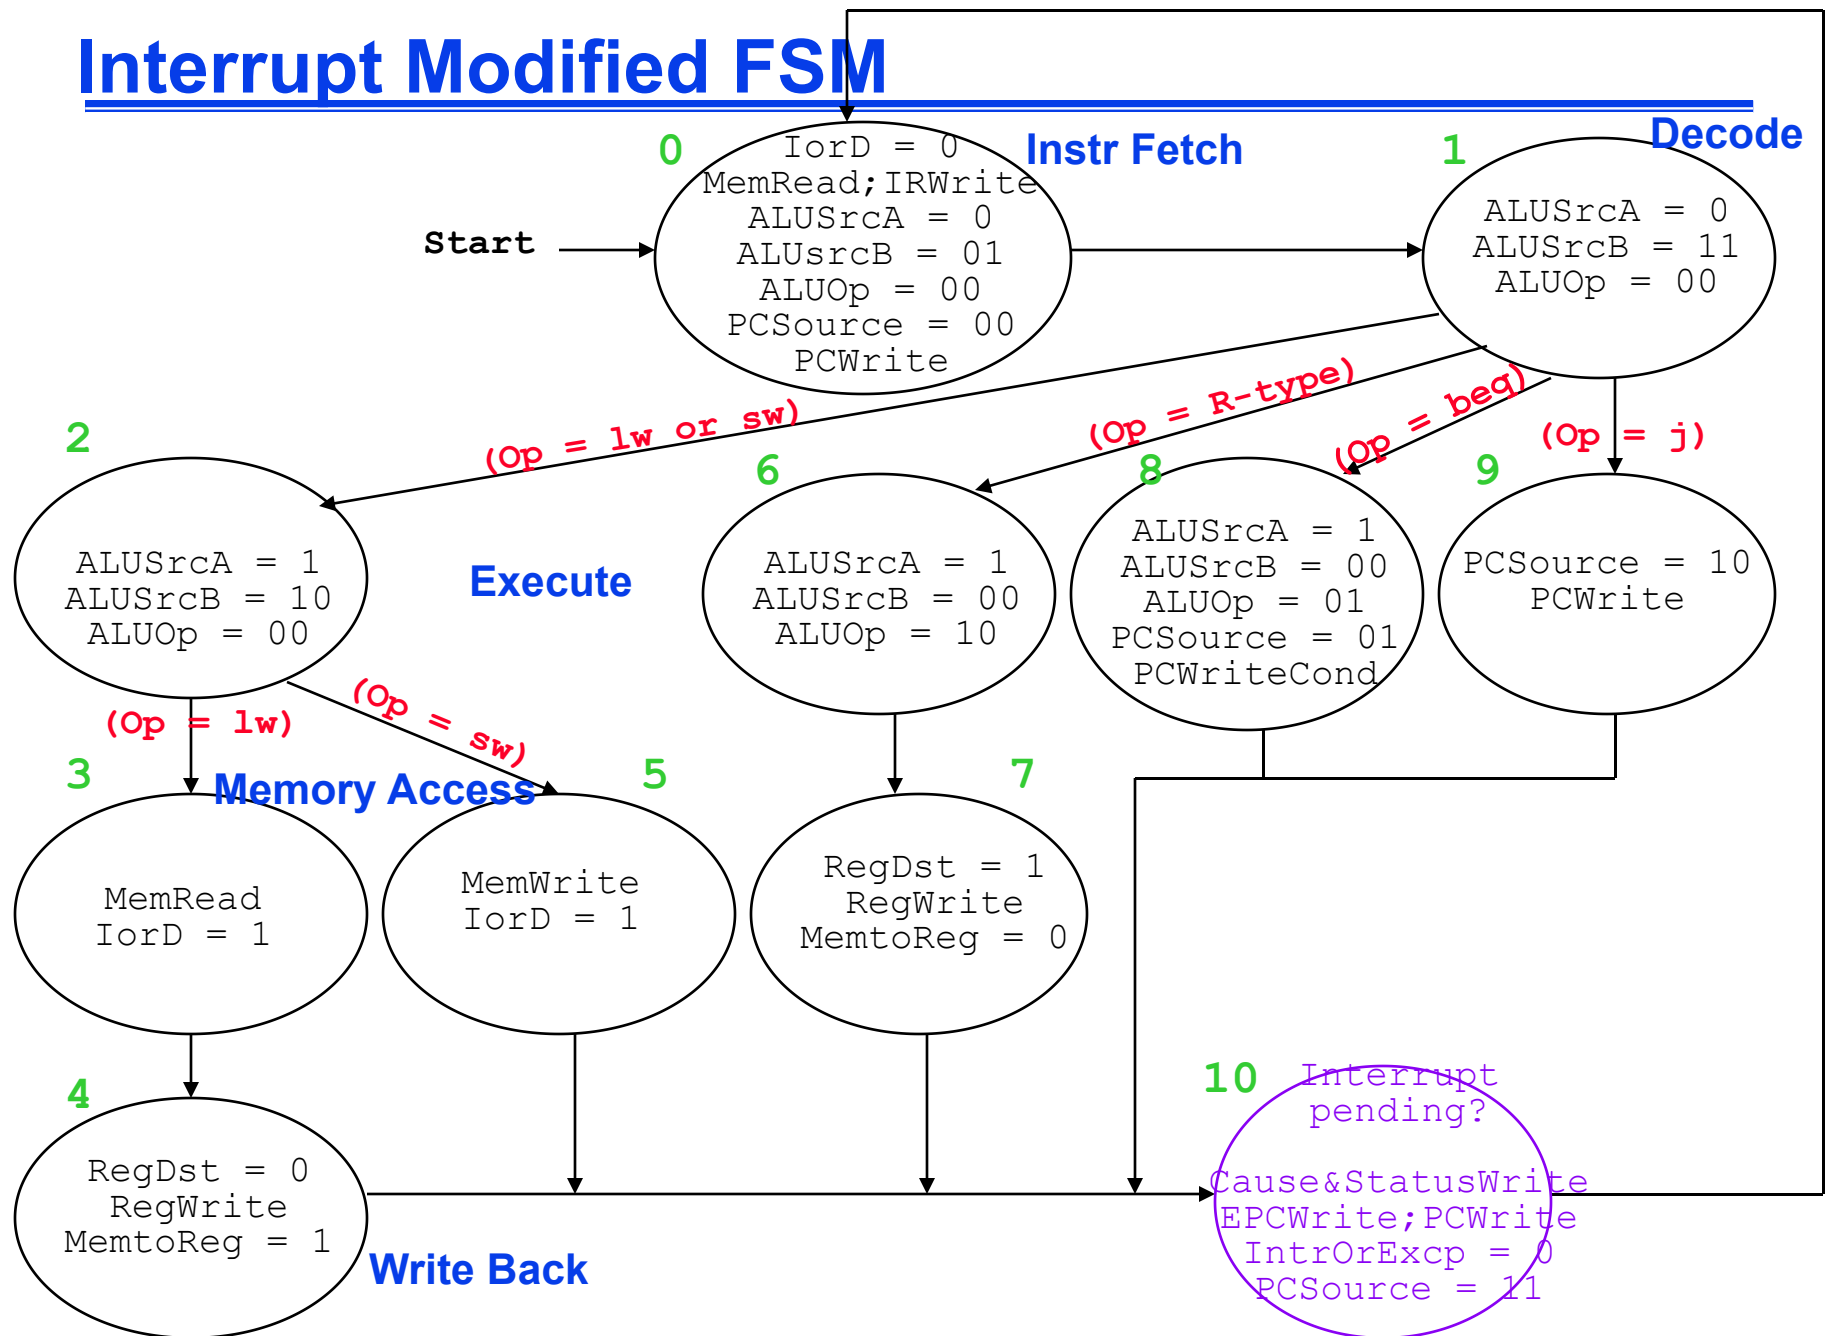 Interrupt Modified FSM
0
IorD = 0
MemRead;IRWrite
ALUSrcA = 0
ALUsrcB = 01
ALUOp = 00
PCSource = 00
PCWrite
Instr Fetch
1
Decode
ALUSrcA = 0
ALUSrcB = 11
ALUOp = 00
Start
(Op = lw or sw)
(Op = R-type)
(Op = beq)
(Op = j)
2
ALUSrcA = 1
ALUSrcB = 10
ALUOp = 00
Execute
6
ALUSrcA = 1
ALUSrcB = 00
ALUOp = 10
8
ALUSrcA = 1
ALUSrcB = 00
ALUOp = 01
PCSource = 01
PCWriteCond
9
PCSource = 10
PCWrite
(Op = lw)
(Op = sw)
3
Memory Access
MemRead
IorD = 1
5
MemWrite
IorD = 1
7
RegDst = 1
RegWrite
MemtoReg = 0
4
RegDst = 0
RegWrite
MemtoReg = 1
Write Back
10
Interrupt
pending?
Cause&StatusWrite
EPCWrite;PCWrite
IntrOrExcp = 0
PCSource = 11